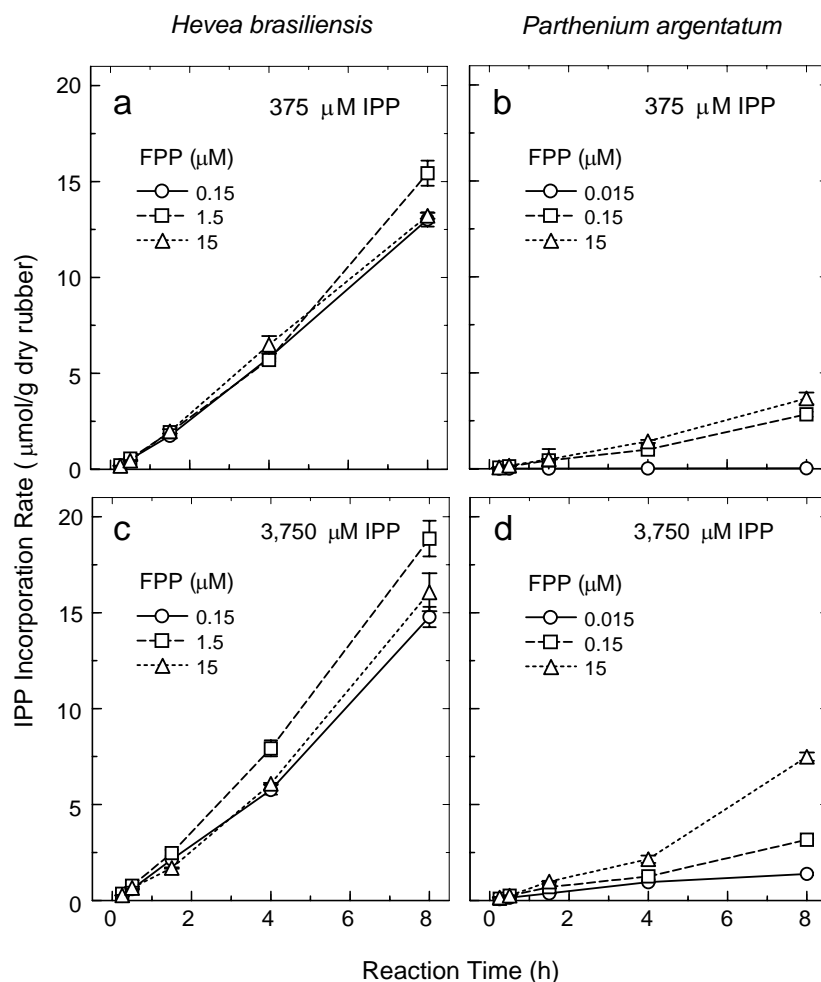 Hevea brasiliensis
Parthenium argentatum
IPP Incorporation Rate ( μmol/g dry rubber)
20
15
10
5
0
a
375 μM IPP
FPP (μM)
0.15
1.5
15
b
375 μM IPP
FPP (μM)
0.015
0.15
15
20
15
10
5
0
c
3,750 μM IPP
FPP (μM)
0.15
1.5
15
d
3,750 μM IPP
FPP (μM)
0.015
0.15
15
0 2 4 6 8
2 4 6 8
Reaction Time (h)